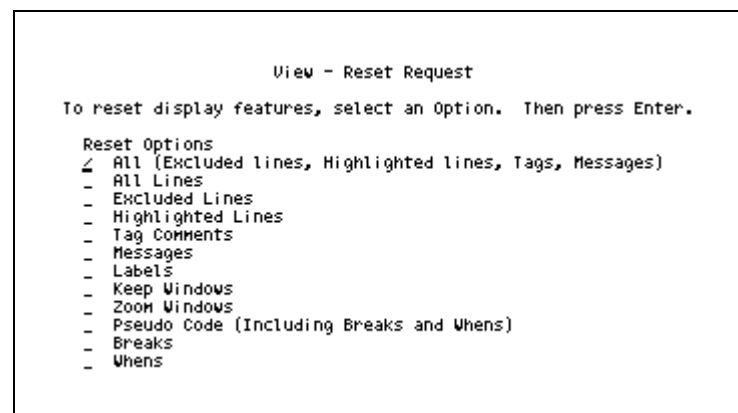 View - Reset Request
To reset display features, select an Option. Then press Enter.
Reset Options
/ All (Excluded lines, Highlighted lines, Tags, Messages)
_ All Lines
_ Excluded Lines
_ Highlighted Lines
_ Tag Comments
_ Messages
_ Labels
_ Keep Windows
_ Zoom Windows
_ Pseudo Code (Including Breaks and Whens)
_ Breaks
_ Whens